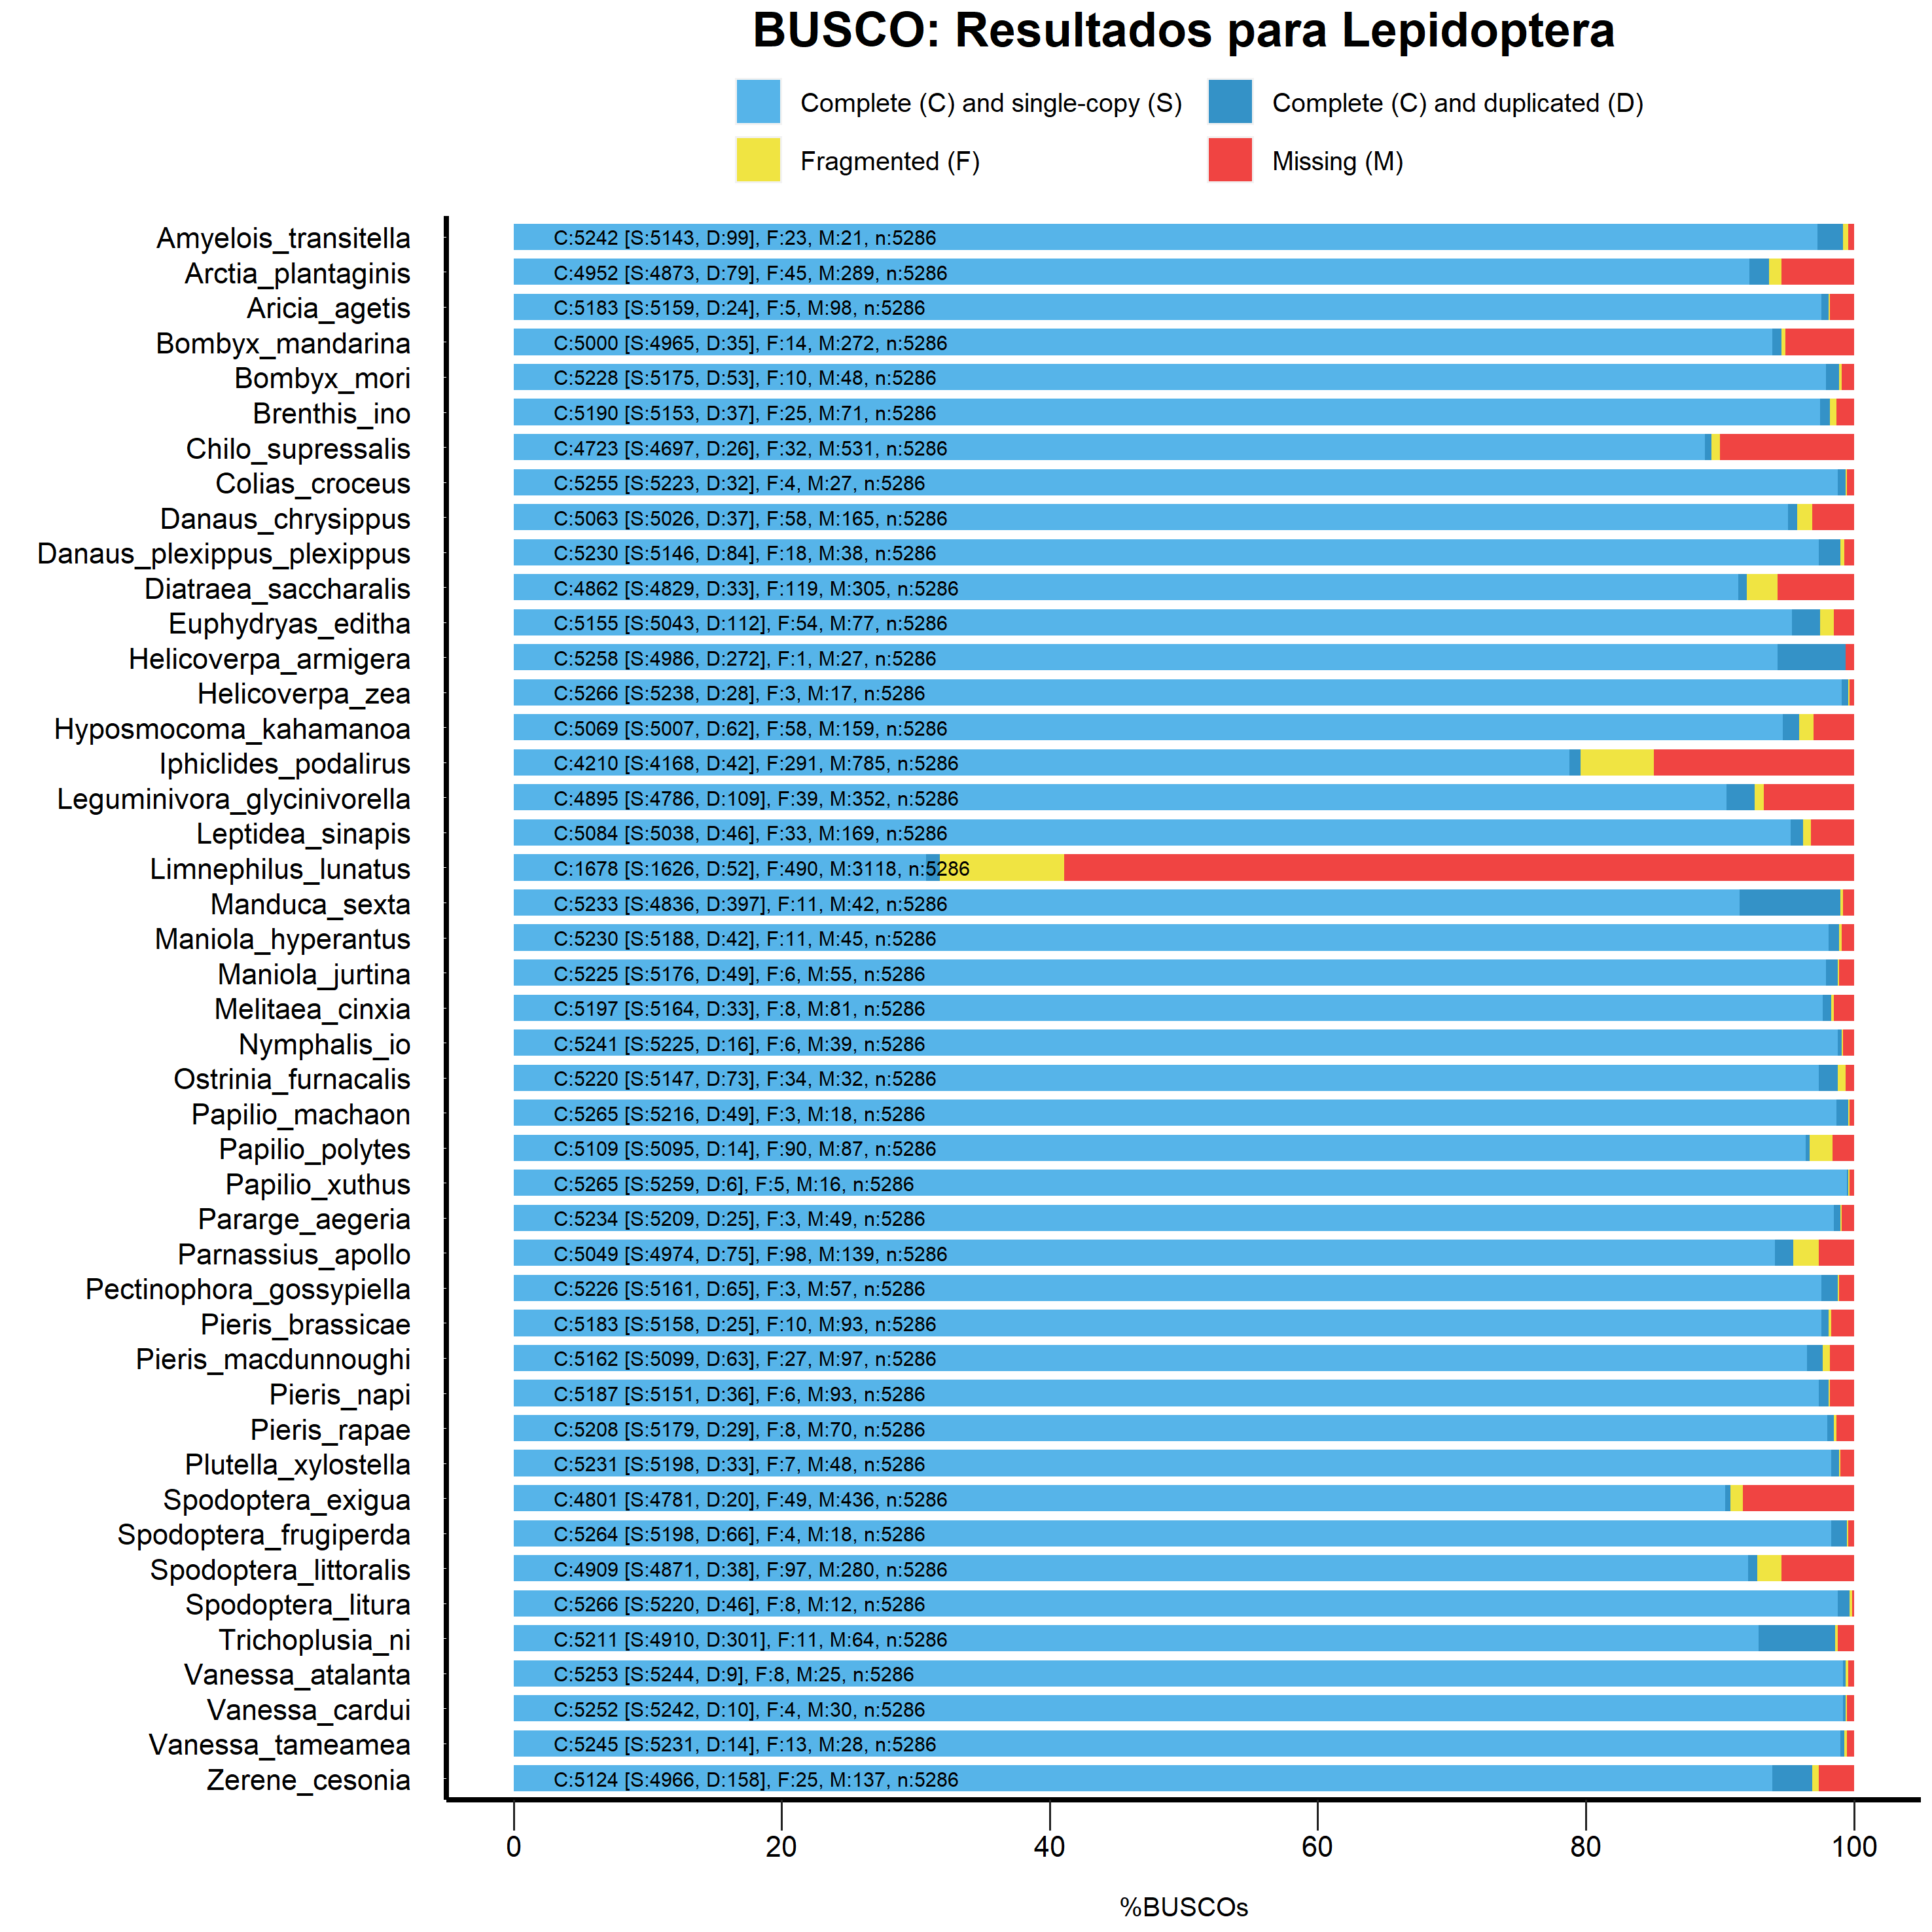 BUSCO: Resultados para Lepidoptera
Complete (C) and single-copy (S) Complete (C) and duplicated (D)
Fragmented (F) Missing (M)
Amyelois_transitella C:5242 [S:5143, D:99], F:23, M:21, n:5286
Arctia_plantaginis C:4952 [S:4873, D:79], F:45, M:289, n:5286
Aricia_agetis C:5183 [S:5159, D:24], F:5, M:98, n:5286
Bombyx_mandarina C:5000 [S:4965, D:35], F:14, M:272, n:5286
Bombyx_mori C:5228 [S:5175, D:53], F:10, M:48, n:5286
Brenthis_ino C:5190 [S:5153, D:37], F:25, M:71, n:5286
Chilo_supressalis C:4723 [S:4697, D:26], F:32, M:531, n:5286
Colias_croceus C:5255 [S:5223, D:32], F:4, M:27, n:5286
Danaus_chrysippus C:5063 [S:5026, D:37], F:58, M:165, n:5286
Danaus_plexippus_plexippus C:5230 [S:5146, D:84], F:18, M:38, n:5286
Diatraea_saccharalis C:4862 [S:4829, D:33], F:119, M:305, n:5286
Euphydryas_editha C:5155 [S:5043, D:112], F:54, M:77, n:5286
Helicoverpa_armigera C:5258 [S:4986, D:272], F:1, M:27, n:5286
Helicoverpa_zea C:5266 [S:5238, D:28], F:3, M:17, n:5286
Hyposmocoma_kahamanoa C:5069 [S:5007, D:62], F:58, M:159, n:5286
Iphiclides_podalirus C:4210 [S:4168, D:42], F:291, M:785, n:5286
Leguminivora_glycinivorella C:4895 [S:4786, D:109], F:39, M:352, n:5286
Leptidea_sinapis C:5084 [S:5038, D:46], F:33, M:169, n:5286
Limnephilus_lunatus C:1678 [S:1626, D:52], F:490, M:3118, n:5286
Manduca_sexta C:5233 [S:4836, D:397], F:11, M:42, n:5286
Maniola_hyperantus C:5230 [S:5188, D:42], F:11, M:45, n:5286
Maniola_jurtina C:5225 [S:5176, D:49], F:6, M:55, n:5286
Melitaea_cinxia C:5197 [S:5164, D:33], F:8, M:81, n:5286
Nymphalis_io C:5241 [S:5225, D:16], F:6, M:39, n:5286
Ostrinia_furnacalis C:5220 [S:5147, D:73], F:34, M:32, n:5286
Papilio_machaon C:5265 [S:5216, D:49], F:3, M:18, n:5286
Papilio_polytes C:5109 [S:5095, D:14], F:90, M:87, n:5286
Papilio_xuthus C:5265 [S:5259, D:6], F:5, M:16, n:5286
Pararge_aegeria C:5234 [S:5209, D:25], F:3, M:49, n:5286
Parnassius_apollo C:5049 [S:4974, D:75], F:98, M:139, n:5286
Pectinophora_gossypiella C:5226 [S:5161, D:65], F:3, M:57, n:5286
Pieris_brassicae C:5183 [S:5158, D:25], F:10, M:93, n:5286
Pieris_macdunnoughi C:5162 [S:5099, D:63], F:27, M:97, n:5286
Pieris_napi C:5187 [S:5151, D:36], F:6, M:93, n:5286
Pieris_rapae C:5208 [S:5179, D:29], F:8, M:70, n:5286
Plutella_xylostella C:5231 [S:5198, D:33], F:7, M:48, n:5286
Spodoptera_exigua C:4801 [S:4781, D:20], F:49, M:436, n:5286
Spodoptera_frugiperda C:5264 [S:5198, D:66], F:4, M:18, n:5286
Spodoptera_littoralis C:4909 [S:4871, D:38], F:97, M:280, n:5286
Spodoptera_litura C:5266 [S:5220, D:46], F:8, M:12, n:5286
Trichoplusia_ni C:5211 [S:4910, D:301], F:11, M:64, n:5286
Vanessa_atalanta C:5253 [S:5244, D:9], F:8, M:25, n:5286
Vanessa_cardui C:5252 [S:5242, D:10], F:4, M:30, n:5286
Vanessa_tameamea C:5245 [S:5231, D:14], F:13, M:28, n:5286
Zerene_cesonia C:5124 [S:4966, D:158], F:25, M:137, n:5286
0 20 40 60 80 100
%BUSCOs